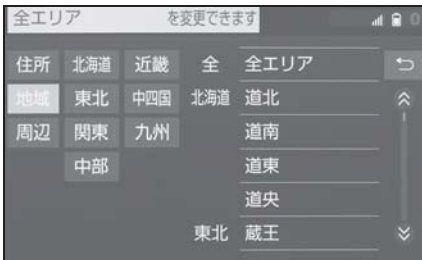 全エリア を変更できます
住所 北海道 近畿 全 全エリア
地域 東北 中四国 北海道 道北
周辺 関東 九州 道南
中部 道東
道央
東北 蔵王